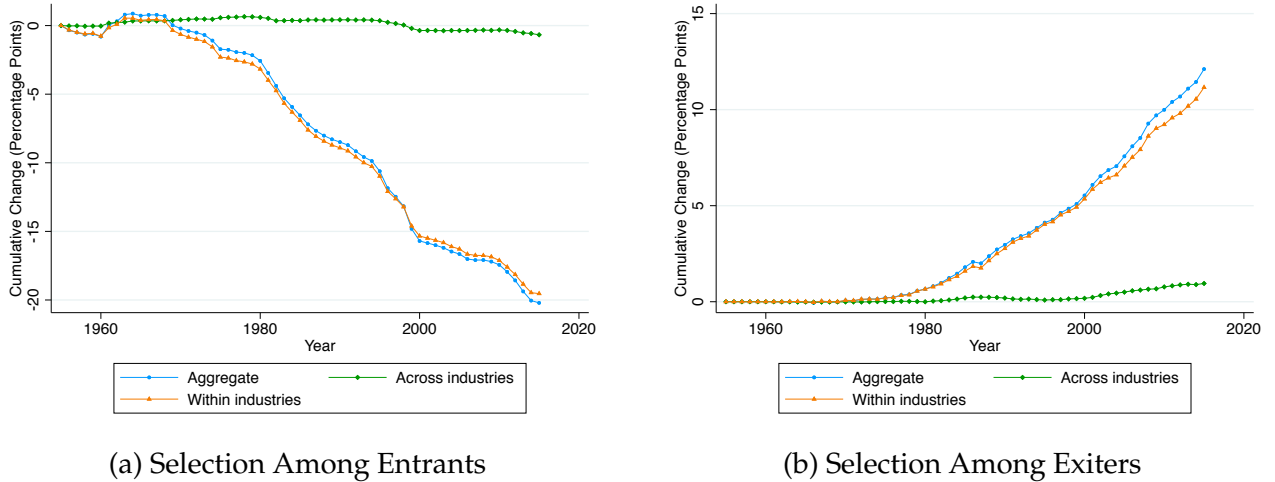 Cumulative Change (Percentage Points)
0
-5
-10
-15
-20
1960
1980
2000
2020
Year
Aggregate
Across industries
Within industries
(a) Selection Among Entrants
Cumulative Change (Percentage Points)
15
10
5
0
1960
1980
2000
2020
Year
Aggregate
Across industries
Within industries
(b) Selection Among Exiters